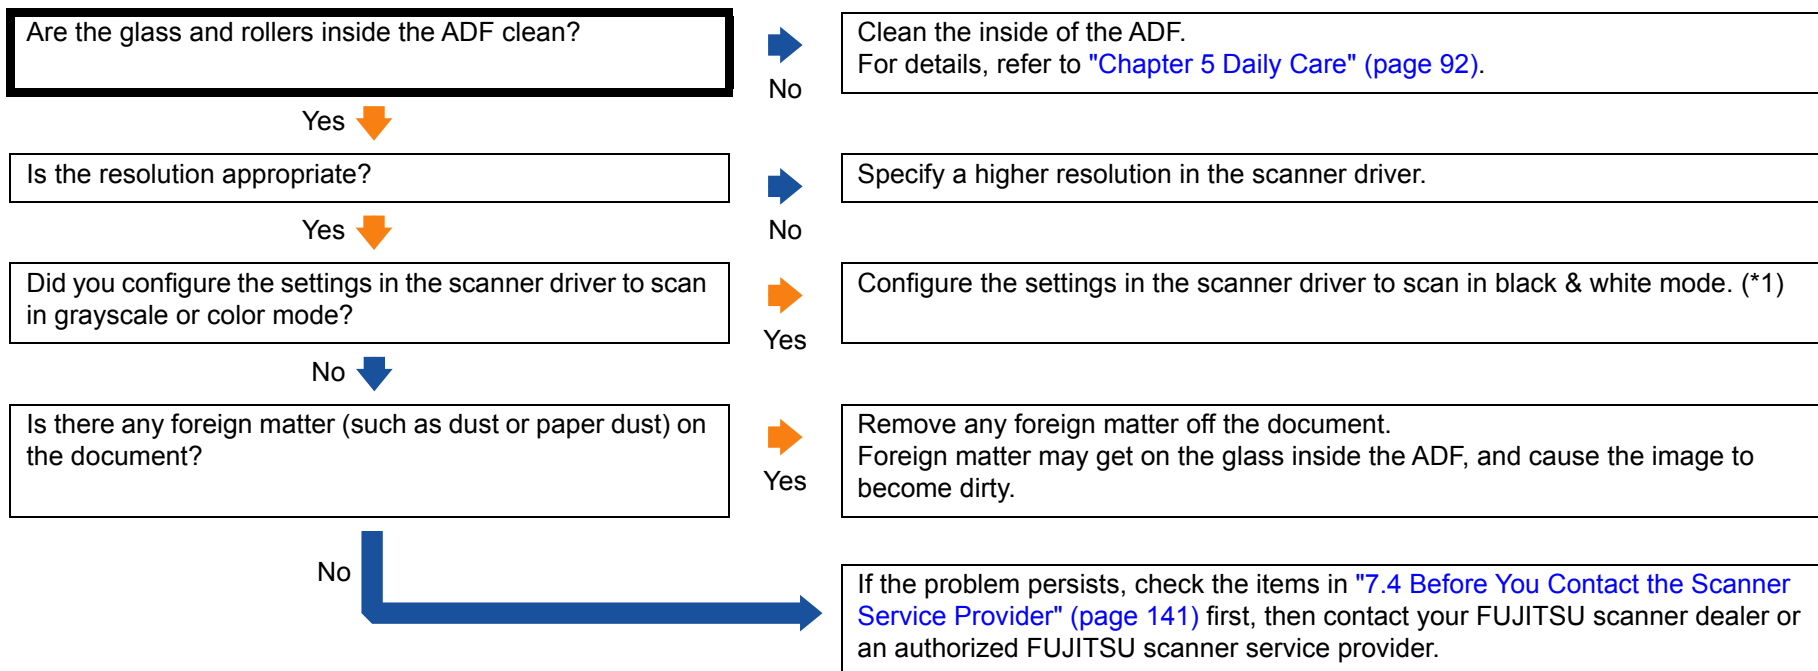 Are the glass and rollers inside the ADF clean?
No
Clean the inside of the ADF.
For details, refer to "Chapter 5 Daily Care" (page 92).
Yes
Is the resolution appropriate?
No
Specify a higher resolution in the scanner driver.
Yes
Did you configure the settings in the scanner driver to scan
in grayscale or color mode?
Yes
Configure the settings in the scanner driver to scan in black & white mode. (*1)
No
Is there any foreign matter (such as dust or paper dust) on
the document?
Yes
Remove any foreign matter off the document.
Foreign matter may get on the glass inside the ADF, and cause the image to
become dirty.
No
If the problem persists, check the items in "7.4 Before You Contact the Scanner
Service Provider" (page 141) first, then contact your FUJITSU scanner dealer or
an authorized FUJITSU scanner service provider.